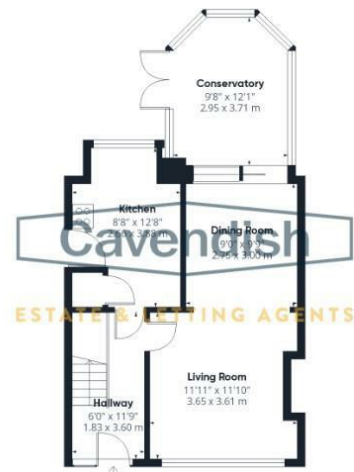 Conservatory
9'8" x 12'1"
2.95 x 3.71 m
Kitchen
8'8" x 12'8"
Dining Room
9'0" x 9'9"
2.75 x 3.00 m
Cavendish
ESTATE & LETTING AGENTS
Living Room
11'11" x 11'10"
3.65 x 3.61 m
Hallway
6'0" x 11'9"
1.83 x 3.60 m